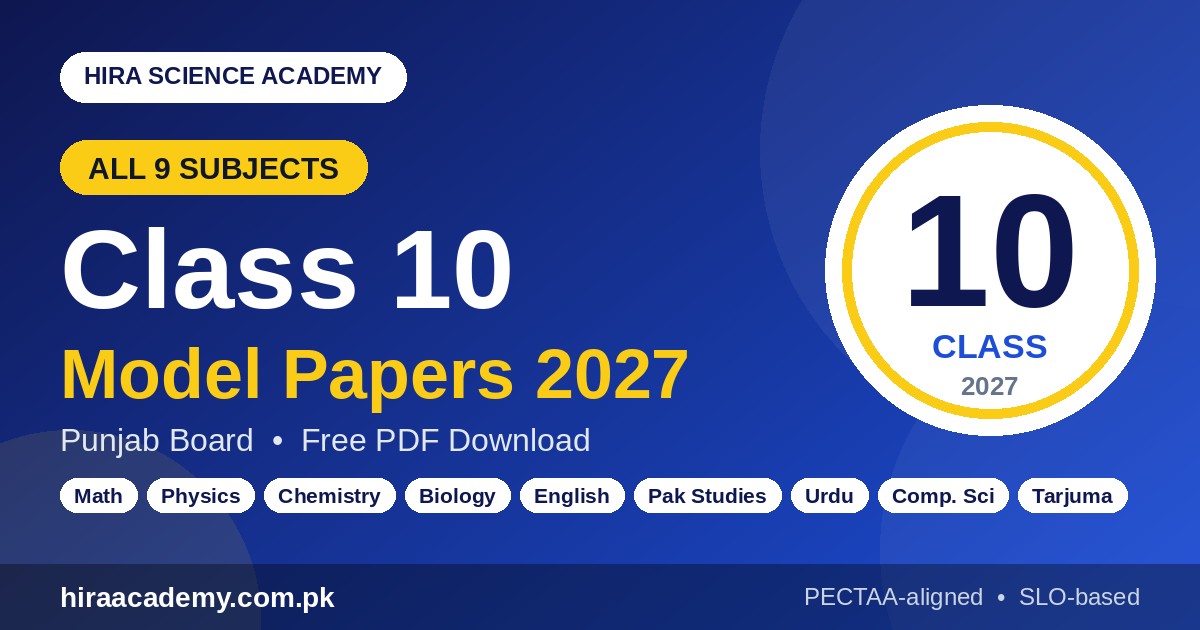 HIRA SCIENCE ACADEMY
ALL 9 SUBJECTS
Class 10
Model Papers 2027
Punjab Board • Free PDF Download
Math Physics Chemistry Biology English Pak Studies Urdu Comp. Sci Tarjuma
10
CLASS
2027
hiraacademy.com.pk
PECTAA-aligned • SLO-based